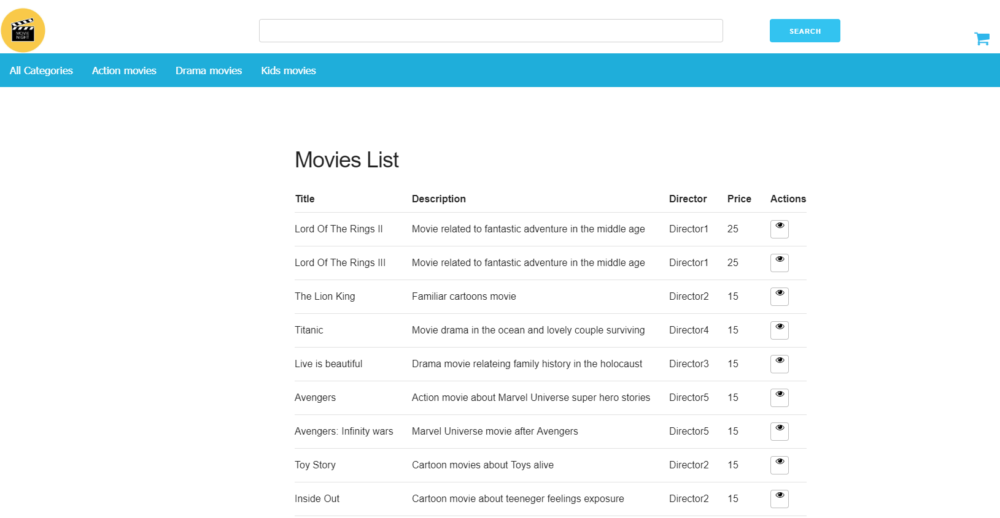 MOVIE
NIGHT
SEARCH
All Categories Action movies Drama movies Kids movies
Movies List
Title Description Director Price Actions
Lord Of The Rings II Movie related to fantastic adventure in the middle age Director1 25
Lord Of The Rings III Movie related to fantastic adventure in the middle age Director1 25
The Lion King Familiar cartoons movie Director2 15
Titanic Movie drama in the ocean and lovely couple surviving Director4 15
Live is beautiful Drama movie relateing family history in the holocaust Director3 15
Avengers Action movie about Marvel Universe super hero stories Director5 15
Avengers: Infinity wars Marvel Universe movie after Avengers Director5 15
Toy Story Cartoon movies about Toys alive Director2 15
Inside Out Cartoon movie about teeneger feelings exposure Director2 15